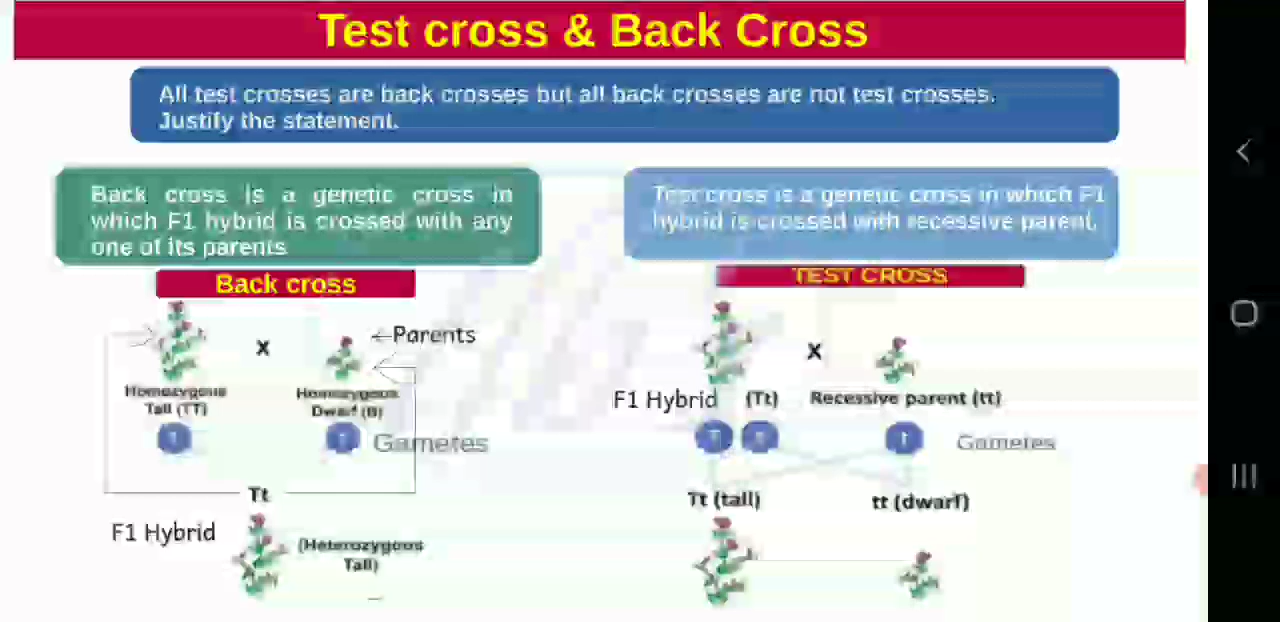 Test cross & Back Cross
All test crosses are back crosses but all back crosses are not test crosses.
Justify the statement.
Back cross is a genetic cross in
which F1 hybrid is crossed with any
one of its parents
Test cross is a genetic cross in which F1
hybrid is crossed with recessive parent.
Back cross
TEST CROSS
x
←Parents
x
Homozygous
Tall (TT)
Homozygous
Dwarf (tt)
F1 Hybrid (Tt) Recessive parent (tt)
T
t
Gametes
T
t
t
Gametes
Tt
Tt (tall)
tt (dwarf)
F1 Hybrid
(Heterozygous
Tall)